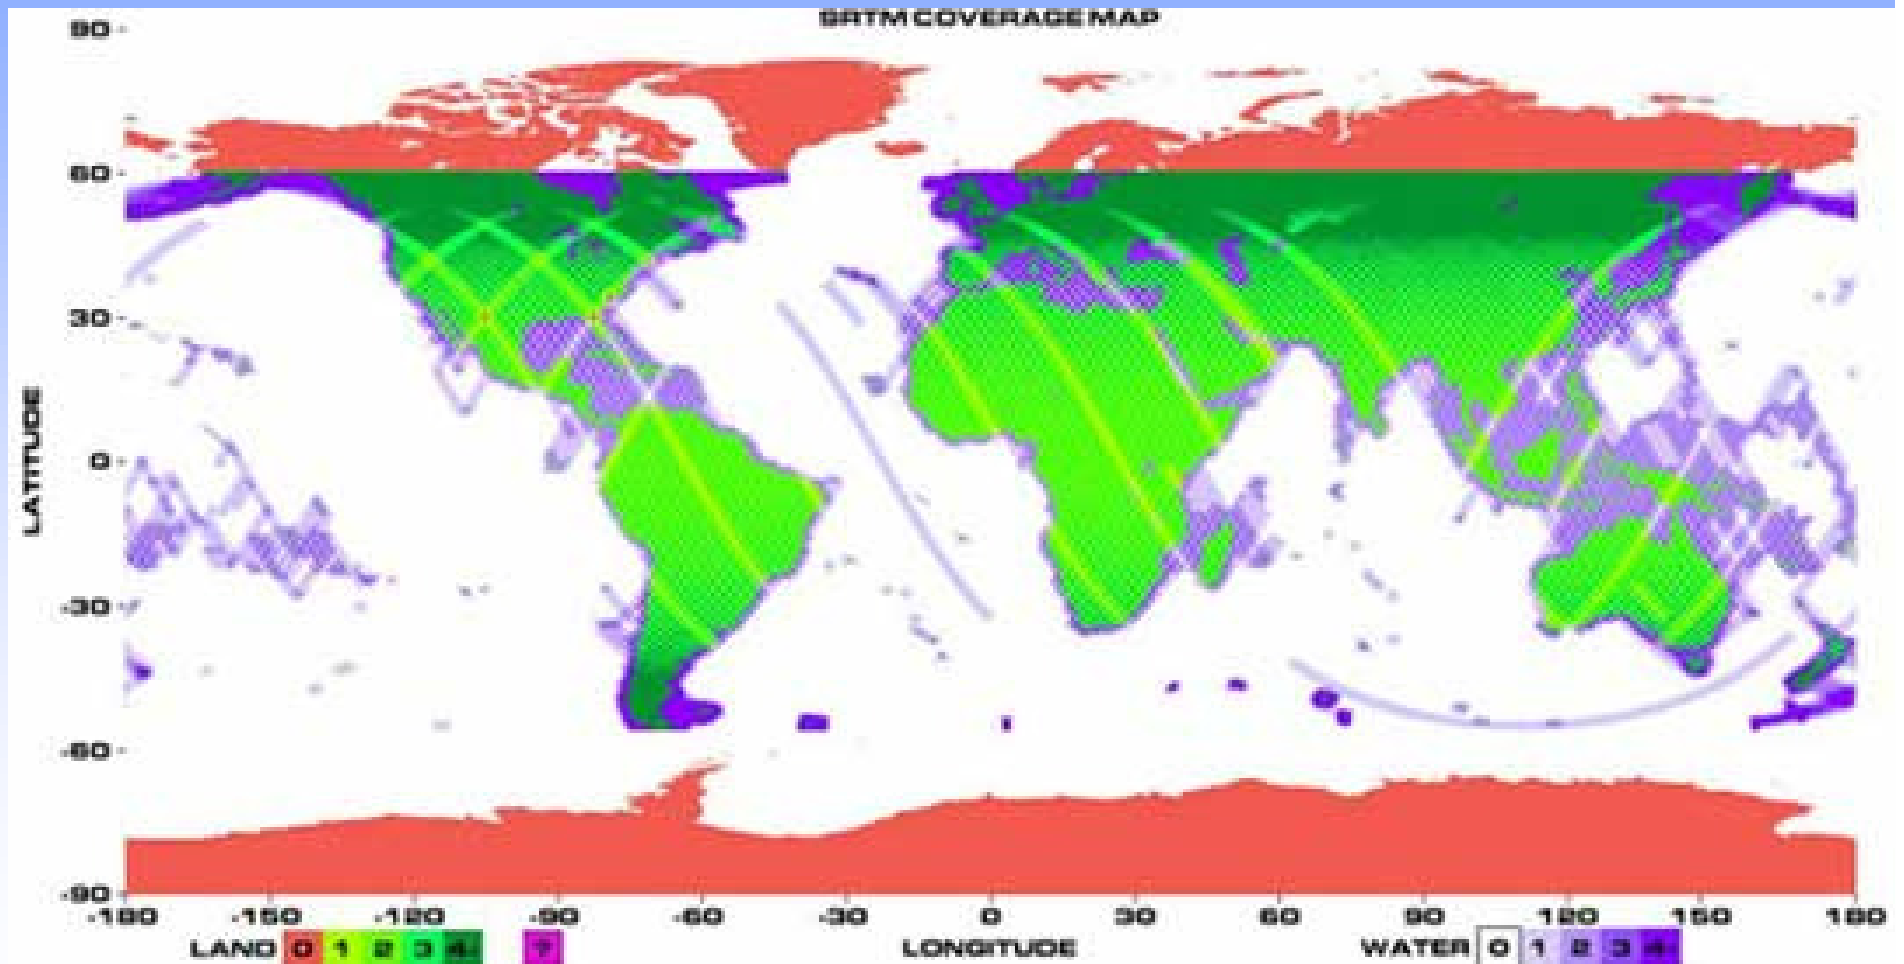 SRTM COVERAGE MAP
90
60
30
0
-30
-60
-90
LATITUDE
-180 -150 -120 -90 -60 -30 0 30 60 90 120 150 180
LAND 0 1 2 3 4+ ? LONGITUDE WATER 0 1 2 3 4+